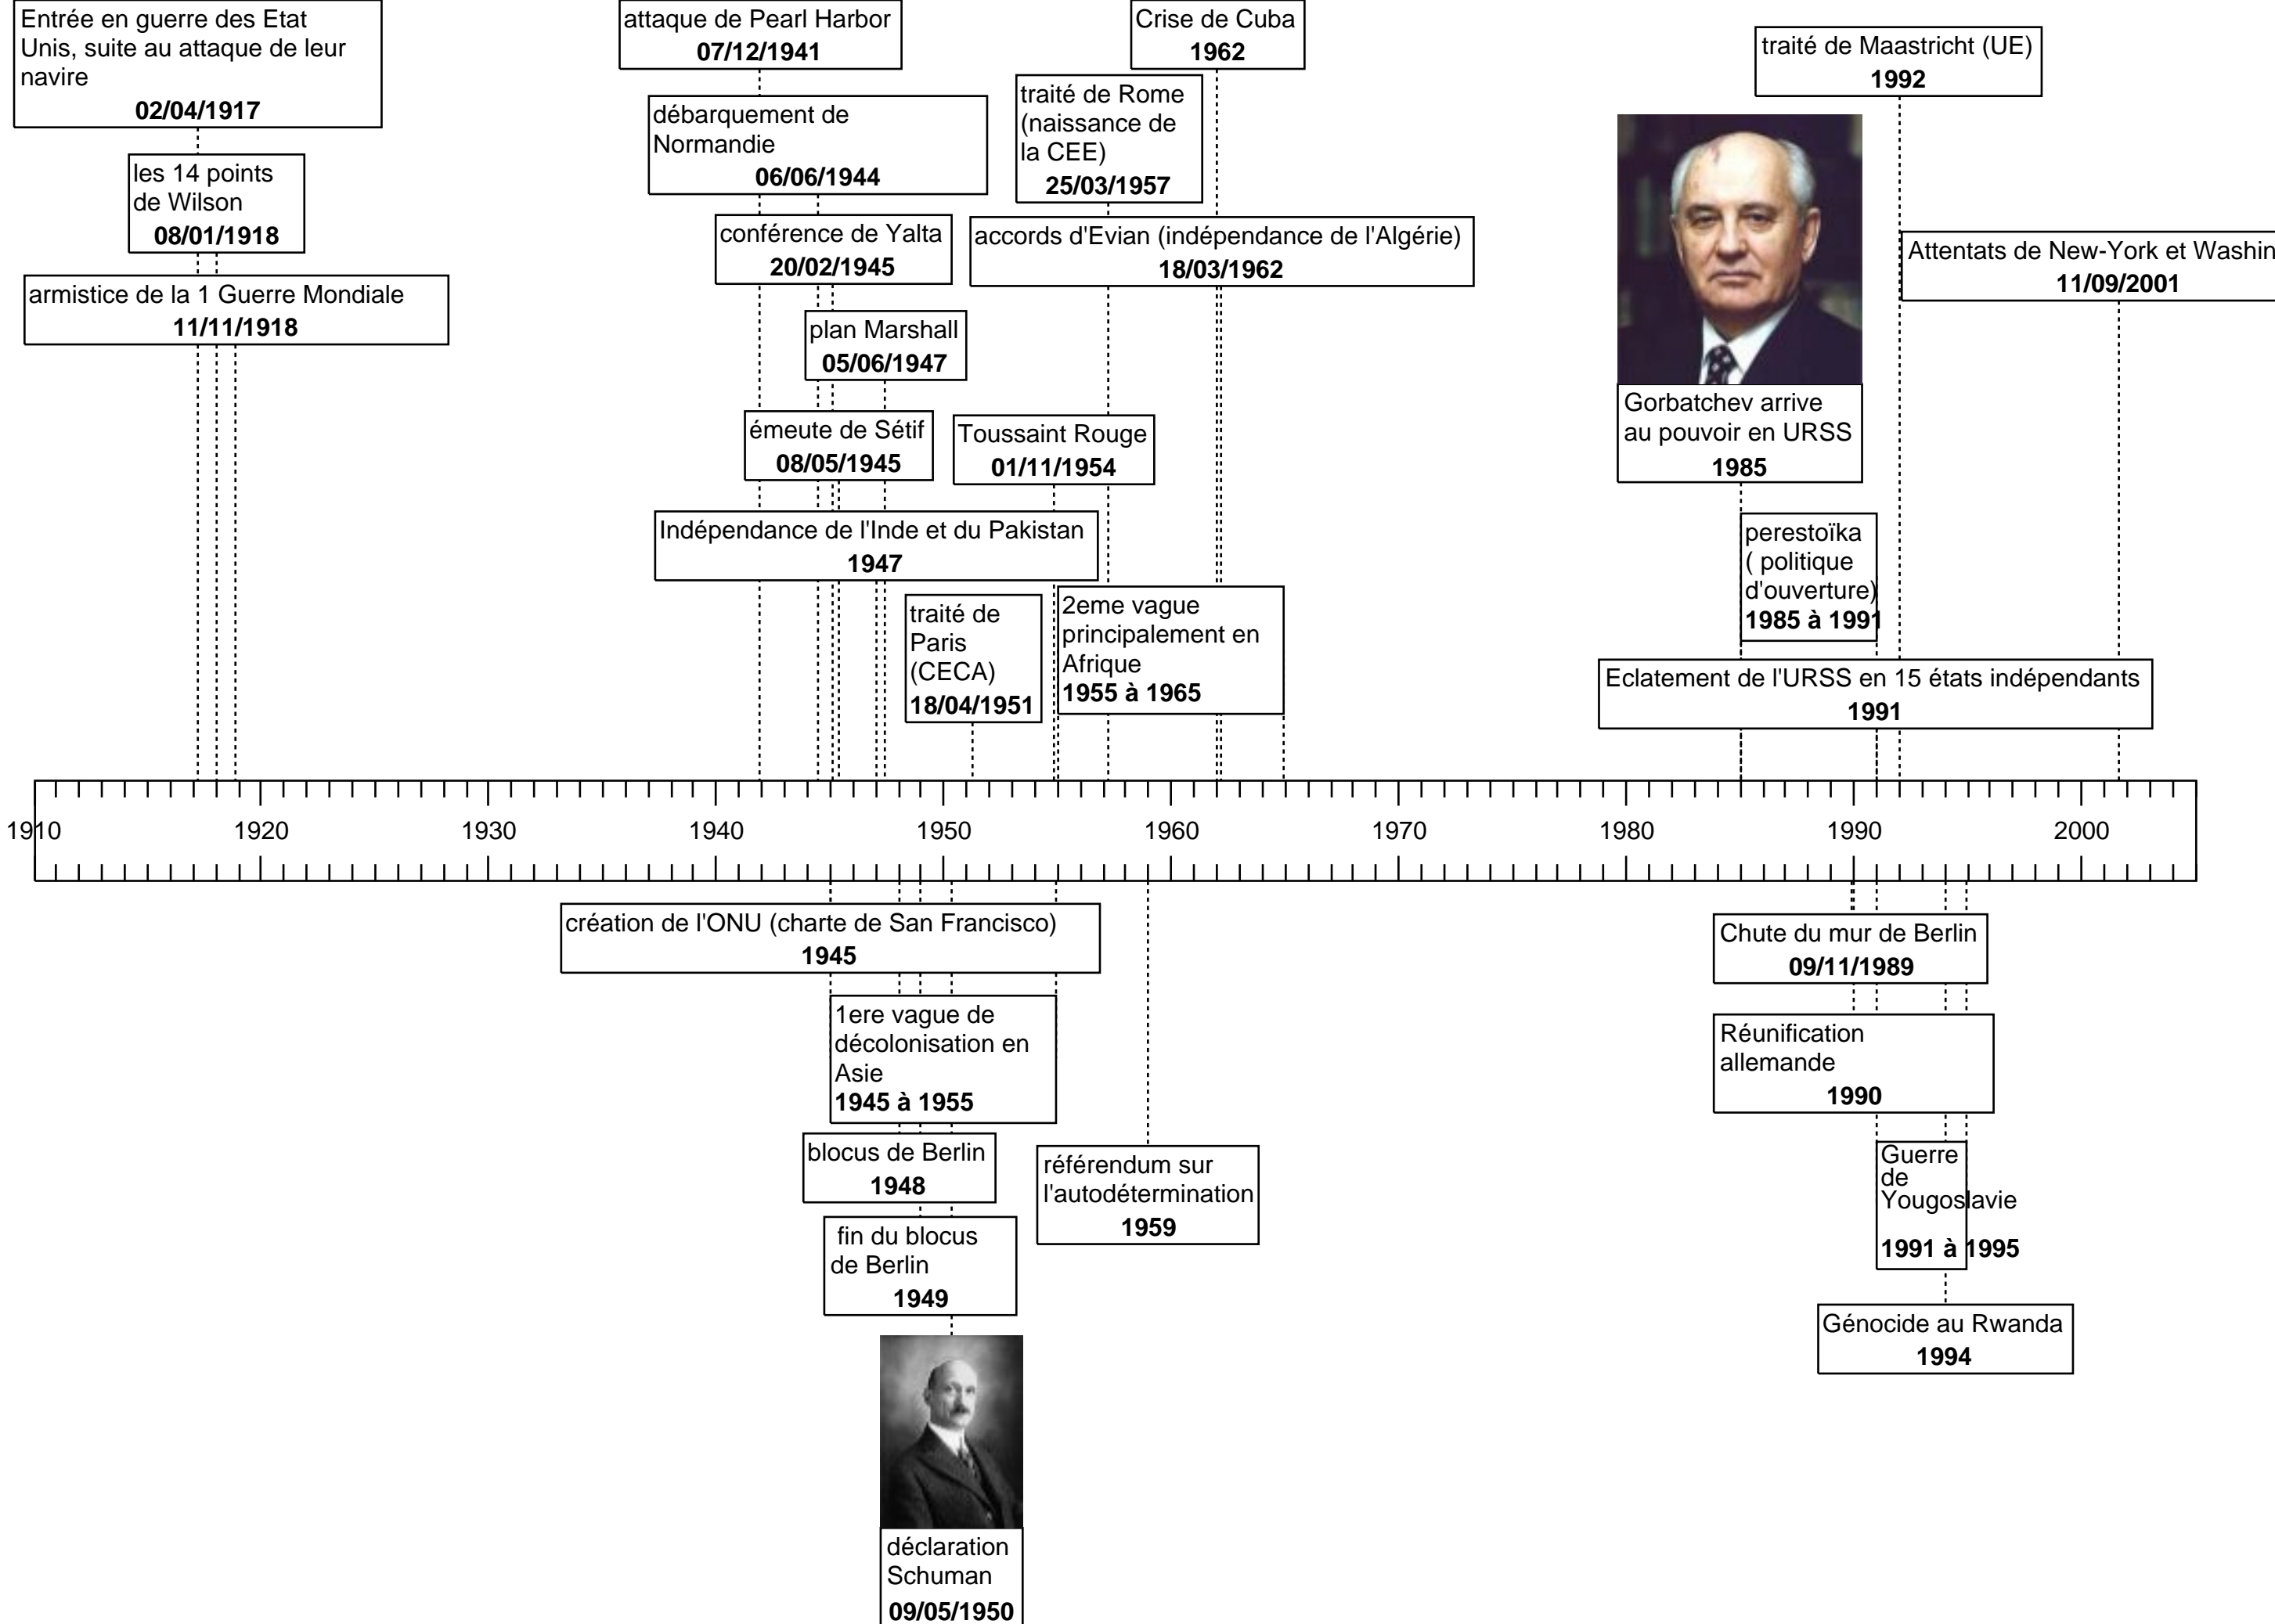 Entrée en guerre des Etat
Unis, suite au attaque de leur
navire
02/04/1917
les 14 points
de Wilson
08/01/1918
armistice de la 1 Guerre Mondiale
11/11/1918
attaque de Pearl Harbor
07/12/1941
débarquement de
Normandie
06/06/1944
conférence de Yalta
20/02/1945
plan Marshall
05/06/1947
émeute de Sétif
08/05/1945
Indépendance de l'Inde et du Pakistan
1947
traité de
Paris
(CECA)
18/04/1951
Crise de Cuba
1962
traité de Rome
(naissance de
la CEE)
25/03/1957
accords d'Evian (indépendance de l'Algérie)
18/03/1962
Toussaint Rouge
01/11/1954
2eme vague
principalement en
Afrique
1955 à 1965
traité de Maastricht (UE)
1992
Attentats de New-York et Washin
11/09/2001
Gorbatchev arrive
au pouvoir en URSS
1985
perestoïka
( politique
d'ouverture)
1985 à 1991
Eclatement de l'URSS en 15 états indépendants
1991
1910 1920 1930 1940 1950 1960 1970 1980 1990 2000
création de l'ONU (charte de San Francisco)
1945
1ere vague de
décolonisation en
Asie
1945 à 1955
blocus de Berlin
1948
fin du blocus
de Berlin
1949
déclaration
Schuman
09/05/1950
référendum sur
l'autodétermination
1959
Chute du mur de Berlin
09/11/1989
Réunification
allemande
1990
Guerre
de
Yougoslavie
1991 à 1995
Génocide au Rwanda
1994